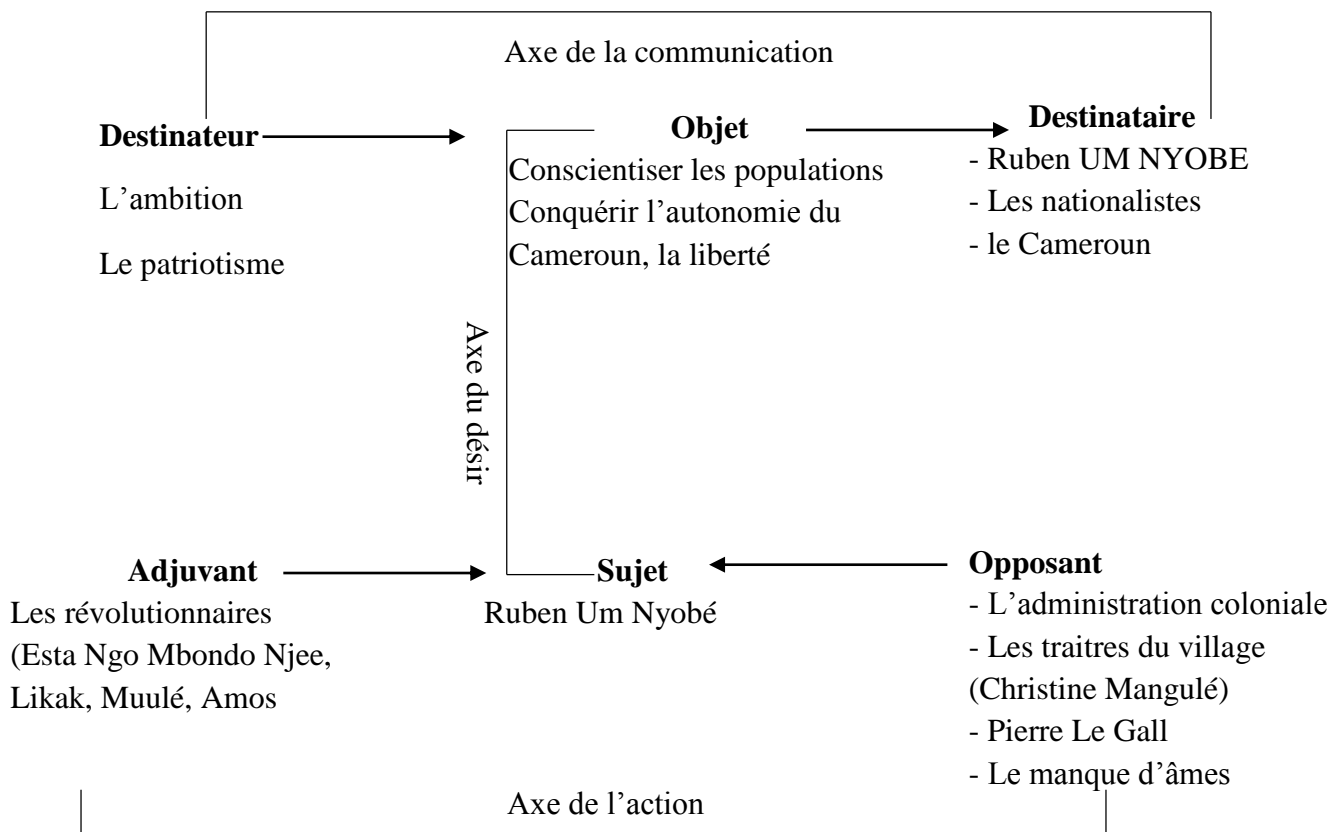 Axe de la communication
Destinateur
L’ambition
Le patriotisme
Objet
Conscientiser les populations
Conquérir l’autonomie du
Cameroun, la liberté
Destinataire
- Ruben UM NYOBE
- Les nationalistes
- le Cameroun
Axe du désir
Adjuvant
Les révolutionnaires
(Esta Ngo Mbondo Njee,
Likak, Muulé, Amos
Sujet
Ruben Um Nyobé
Opposant
- L’administration coloniale
- Les traitres du village
(Christine Mangulé)
- Pierre Le Gall
- Le manque d’âmes
Axe de l’action